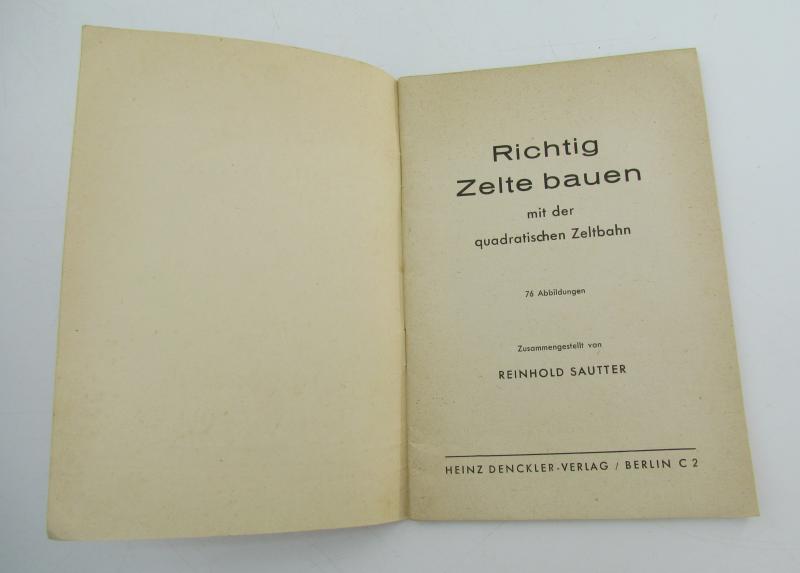 Richtig
Zelte bauen
mit der
quadratischen Zeltbahn
76 Abbildungen
Zusammengestellt von
REINHOLD SAUTTER
HEINZ DENCKLER-VERLAG / BERLIN C 2